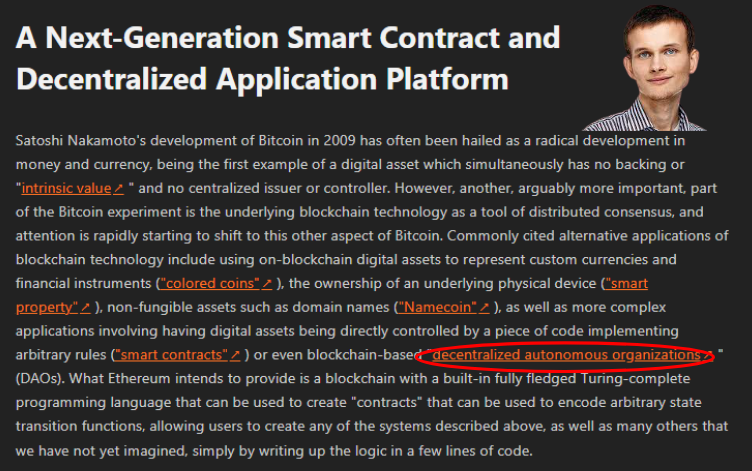 A Next-Generation Smart Contract and
Decentralized Application Platform
Satoshi Nakamoto's development of Bitcoin in 2009 has often been hailed as a radical development in
money and currency, being the first example of a digital asset which simultaneously has no backing or
"intrinsic value↗ " and no centralized issuer or controller. However, another, arguably more important, part
of the Bitcoin experiment is the underlying blockchain technology as a tool of distributed consensus, and
attention is rapidly starting to shift to this other aspect of Bitcoin. Commonly cited alternative applications of
blockchain technology include using on-blockchain digital assets to represent custom currencies and
financial instruments ("colored coins"↗ ), the ownership of an underlying physical device ("smart
property"↗ ), non-fungible assets such as domain names ("Namecoin"↗ ), as well as more complex
applications involving having digital assets being directly controlled by a piece of code implementing
arbitrary rules ("smart contracts"↗ ) or even blockchain-based "decentralized autonomous organizations↗ "
(DAOs). What Ethereum intends to provide is a blockchain with a built-in fully fledged Turing-complete
programming language that can be used to create "contracts" that can be used to encode arbitrary state
transition functions, allowing users to create any of the systems described above, as well as many others that
we have not yet imagined, simply by writing up the logic in a few lines of code.